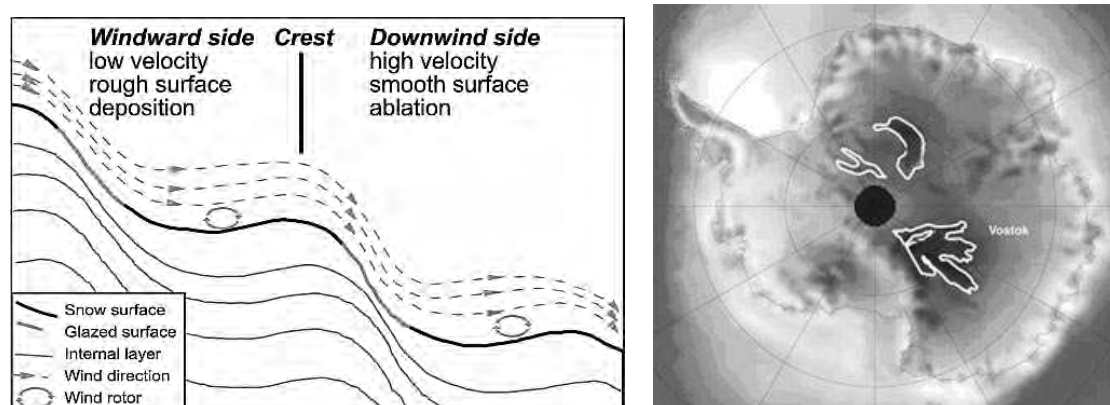 Windward side
low velocity
rough surface
deposition
Crest
Downwind side
high velocity
smooth surface
ablation
Snow surface
Glazed surface
Internal layer
Wind direction
Wind rotor
Vostok